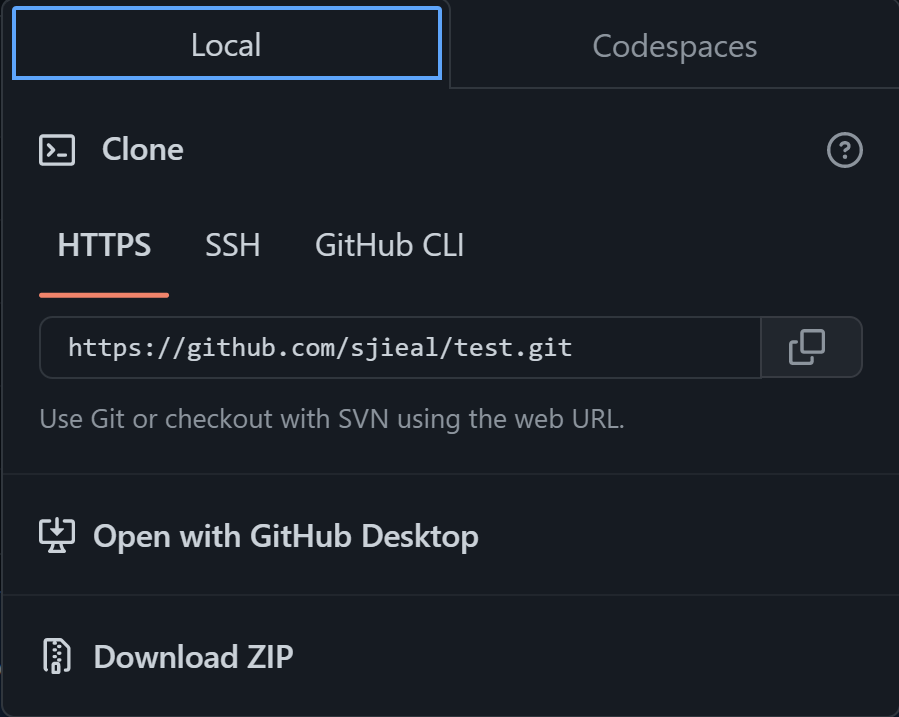 Local
Codespaces
Clone
HTTPS
SSH
GitHub CLI
https://github.com/sjieal/test.git
Use Git or checkout with SVN using the web URL.
Open with GitHub Desktop
Download ZIP